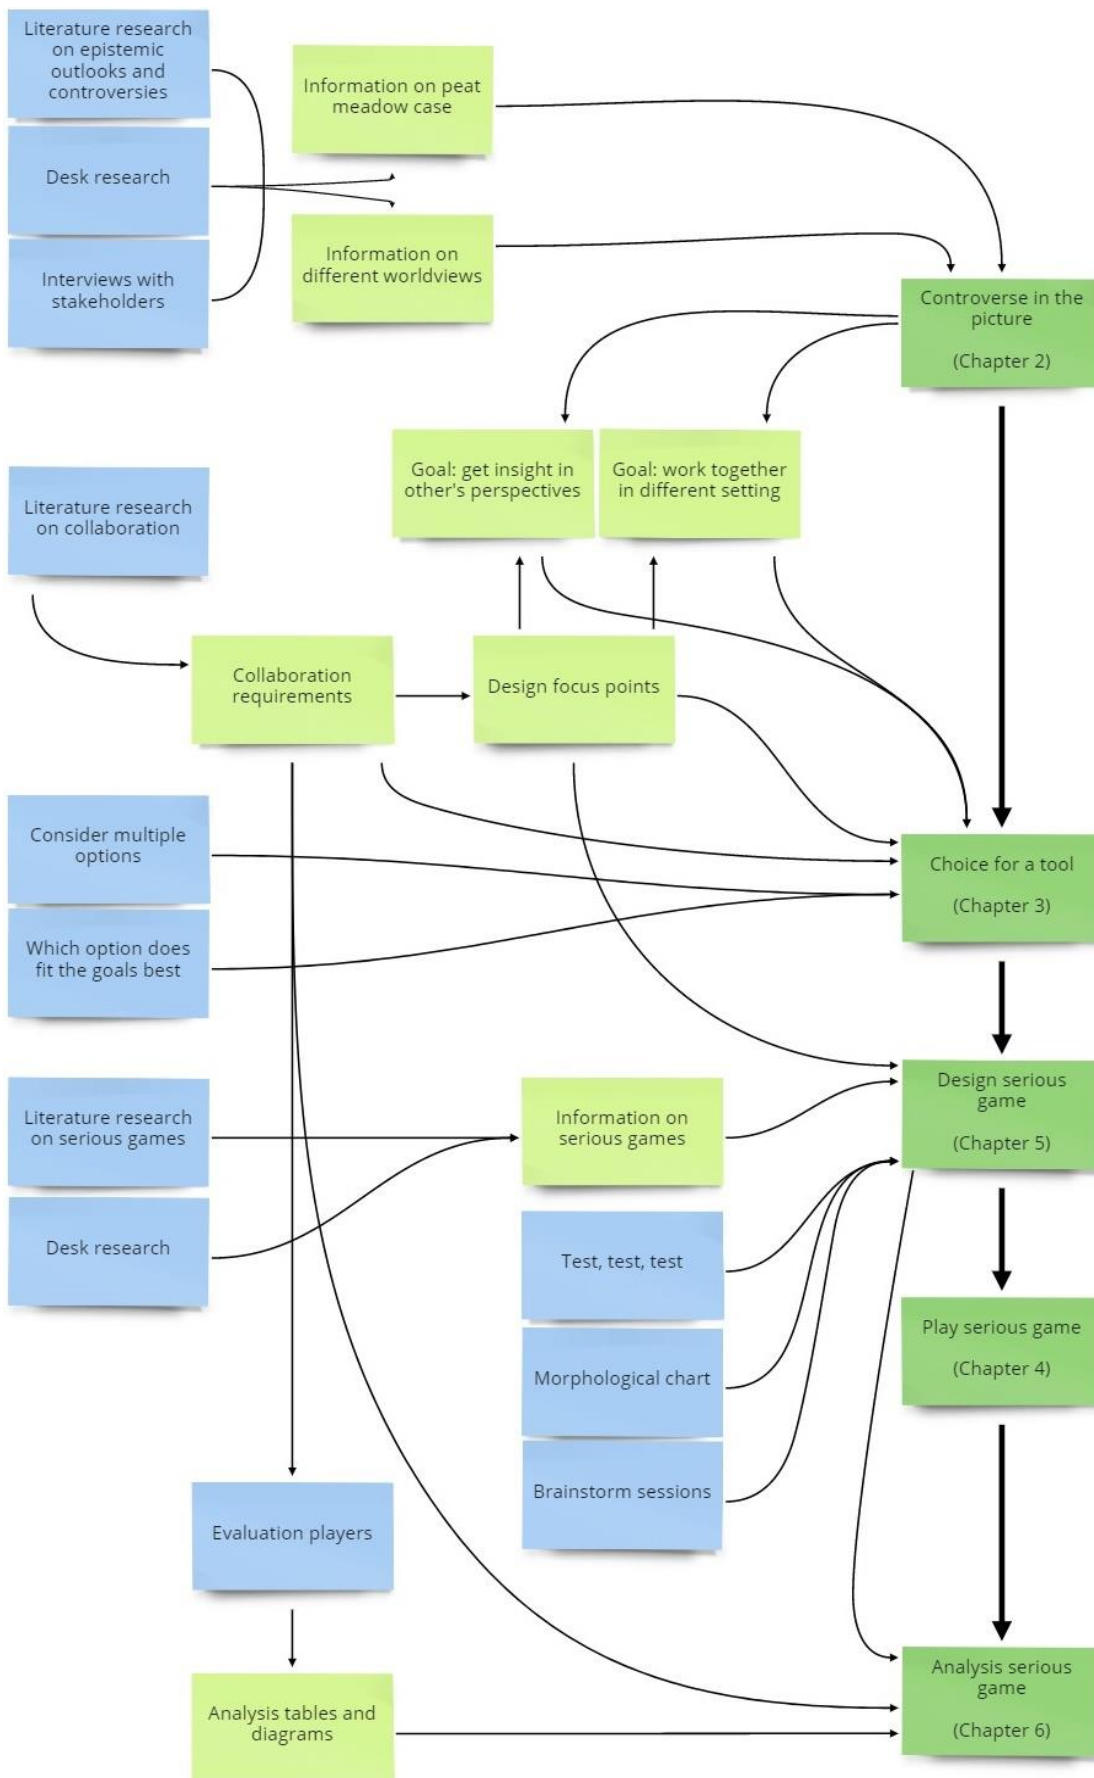 Literature research
on epistemic
outlooks and
controversies
Information on peat
meadow case
Desk research
Information on
different worldviews
Interviews with
stakeholders
Controverse in the
picture
(Chapter 2)
Goal: get insight in
other's perspectives
Goal: work together
in different setting
Literature research
on collaboration
Collaboration
requirements
Design focus points
Consider multiple
options
Choice for a tool
(Chapter 3)
Which option does
fit the goals best
Design serious
game
(Chapter 5)
Literature research
on serious games
Information on
serious games
Desk research
Test, test, test
Play serious game
(Chapter 4)
Morphological chart
Brainstorm sessions
Evaluation players
Analysis serious
game
(Chapter 6)
Analysis tables and
diagrams